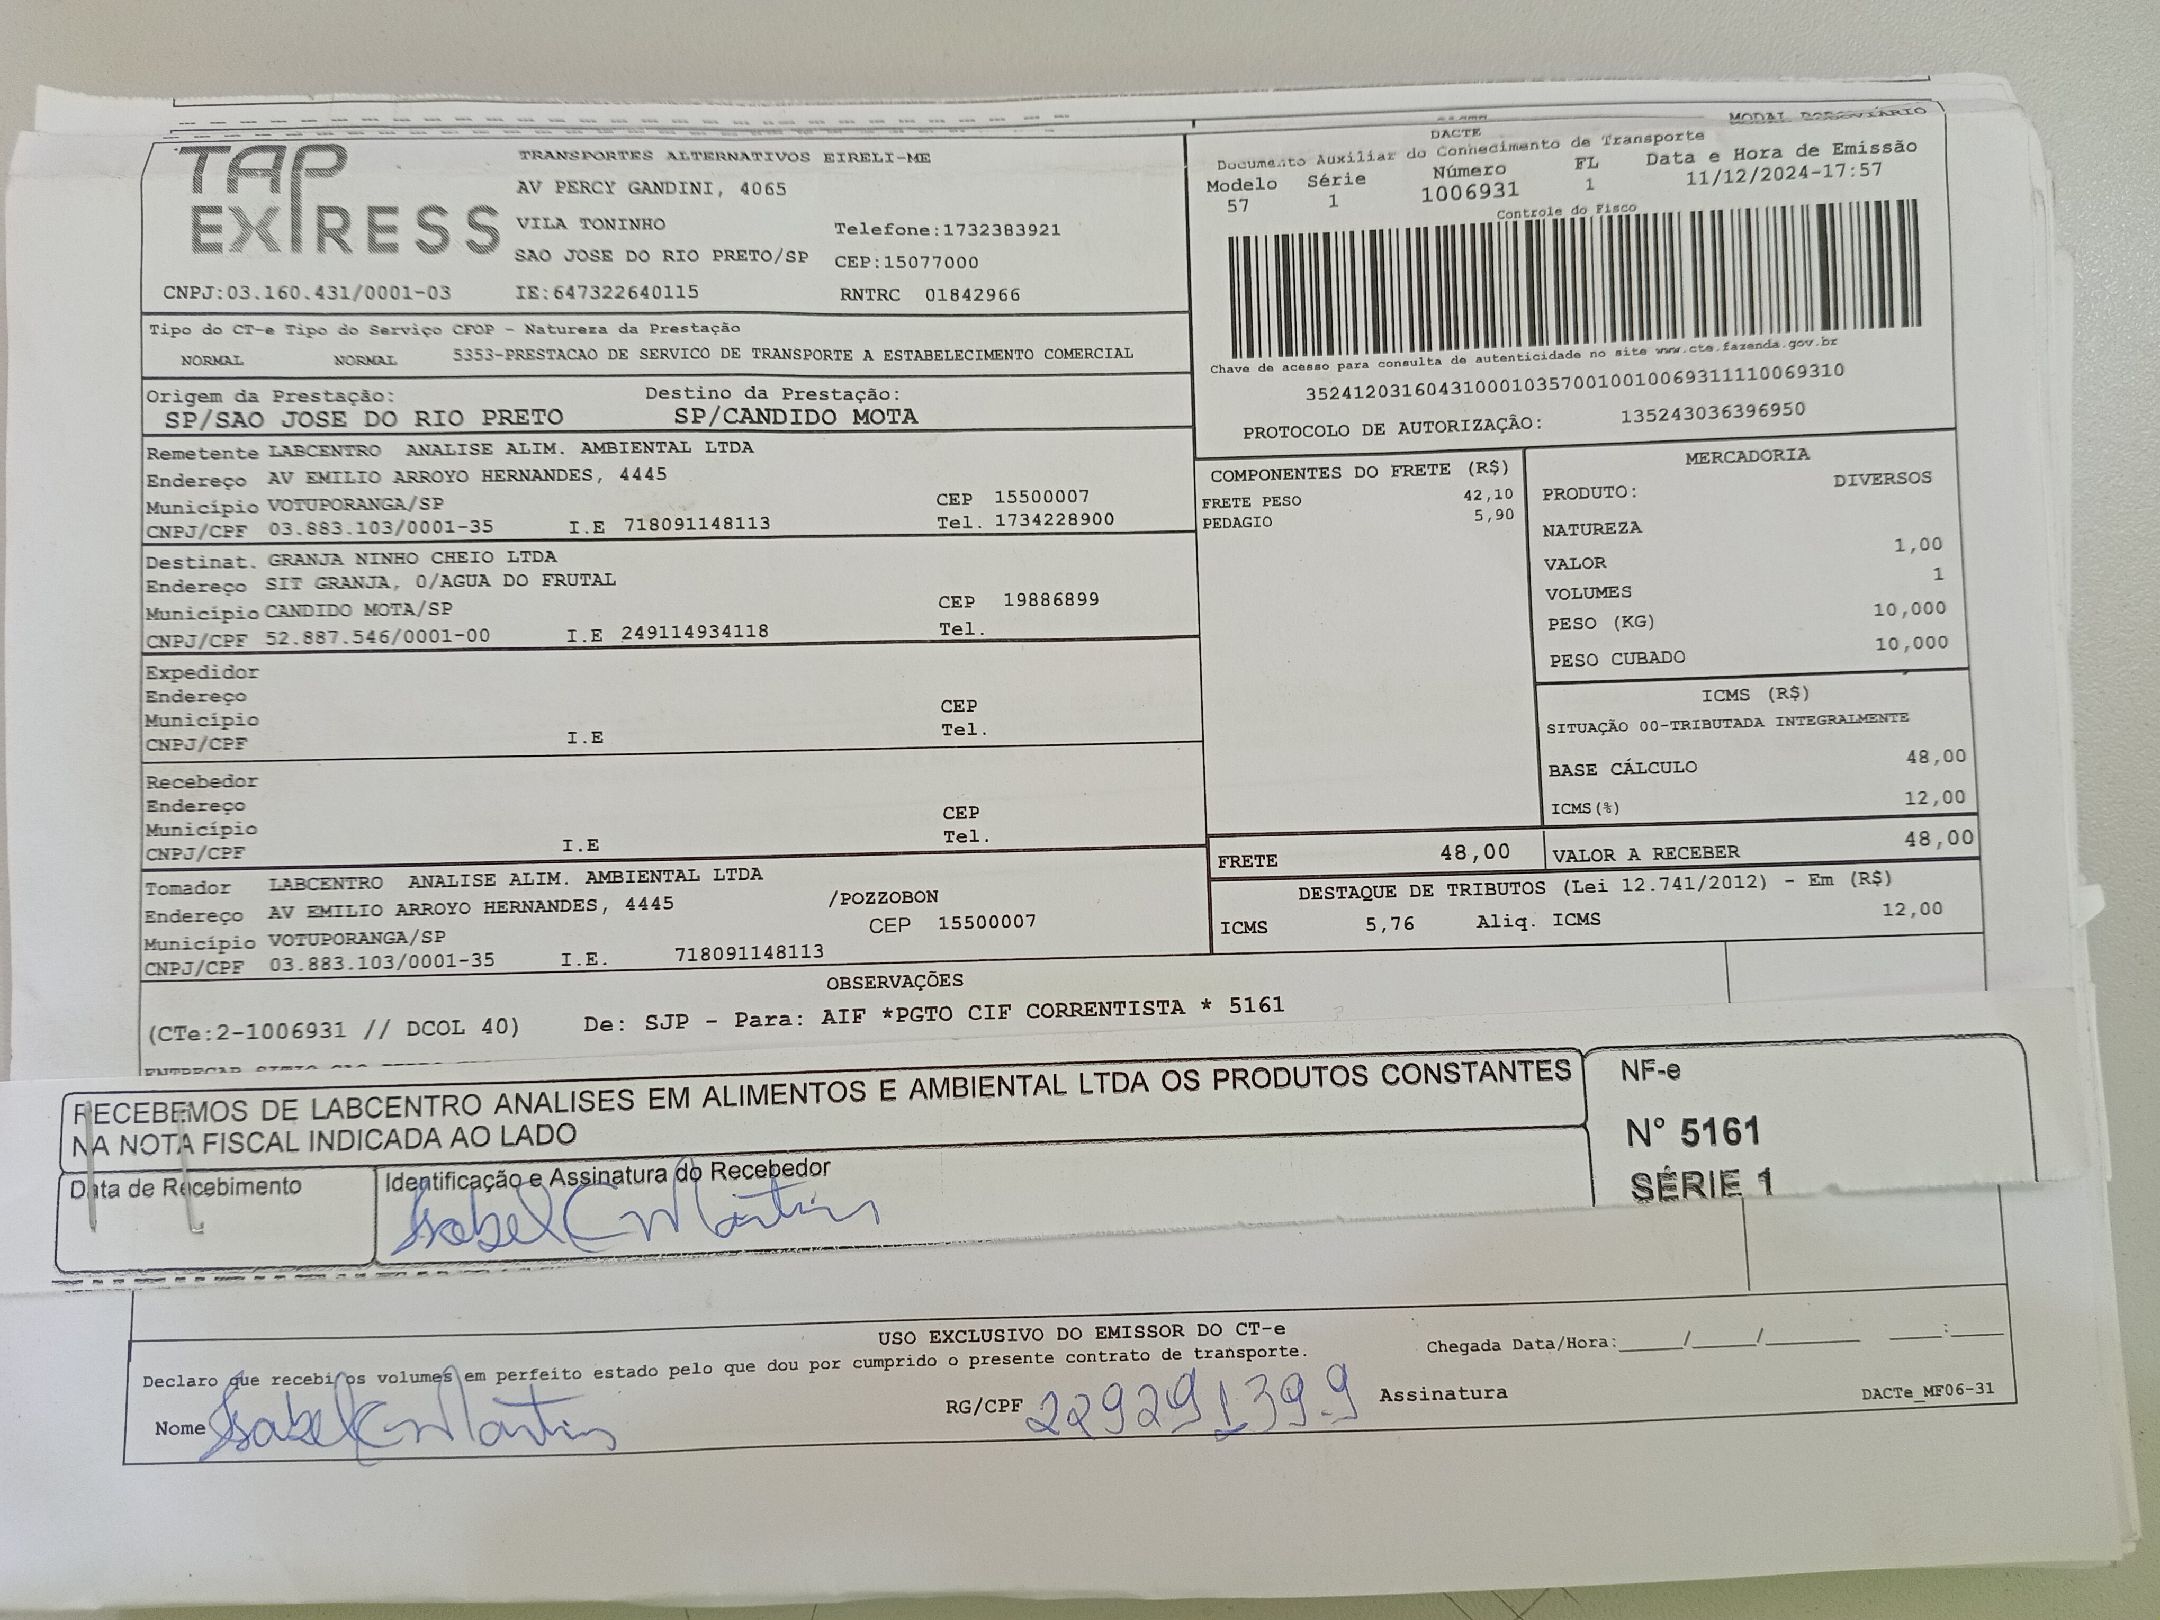 MODAL RODOVIÁRIO
TAP EXPRESS
TRANSPORTES ALTERNATIVOS EIRELI-ME
AV PERCY GANDINI, 4065
VILA TONINHO Telefone:1732383921
SAO JOSE DO RIO PRETO/SP CEP:15077000
CNPJ:03.160.431/0001-03 IE:647322640115 RNTRC 01842966
DACTE
Documento Auxiliar do Conhecimento de Transporte
Modelo Série Número FL Data e Hora de Emissão
57 1 1006931 1 11/12/2024-17:57
Controle do Fisco
Chave de acesso para consulta de autenticidade no site www.cte.fazenda.gov.br
35241203160431000103570010010069311110069310
PROTOCOLO DE AUTORIZAÇÃO: 135243036396950
Tipo do CT-e Tipo do Serviço CFOP - Natureza da Prestação
NORMAL NORMAL 5353-PRESTACAO DE SERVICO DE TRANSPORTE A ESTABELECIMENTO COMERCIAL
Origem da Prestação: Destino da Prestação:
SP/SAO JOSE DO RIO PRETO SP/CANDIDO MOTA
Remetente LABCENTRO ANALISE ALIM. AMBIENTAL LTDA
Endereço AV EMILIO ARROYO HERNANDES, 4445
Município VOTUPORANGA/SP CEP 15500007
CNPJ/CPF 03.883.103/0001-35 I.E 718091148113 Tel. 1734228900
Destinat. GRANJA NINHO CHEIO LTDA
Endereço SIT GRANJA, 0/AGUA DO FRUTAL
Município CANDIDO MOTA/SP CEP 19886899
CNPJ/CPF 52.887.546/0001-00 I.E 249114934118 Tel.
Expedidor
Endereço
Município CEP
CNPJ/CPF I.E Tel.
Recebedor
Endereço
Município CEP
CNPJ/CPF I.E Tel.
Tomador LABCENTRO ANALISE ALIM. AMBIENTAL LTDA
Endereço AV EMILIO ARROYO HERNANDES, 4445 /POZZOBON
Município VOTUPORANGA/SP CEP 15500007
CNPJ/CPF 03.883.103/0001-35 I.E. 718091148113
COMPONENTES DO FRETE (R$)
FRETE PESO 42,10
PEDAGIO 5,90
MERCADORIA
PRODUTO: DIVERSOS
NATUREZA
VALOR 1,00
VOLUMES 1
PESO (KG) 10,000
PESO CUBADO 10,000
ICMS (R$)
SITUAÇÃO 00-TRIBUTADA INTEGRALMENTE
BASE CÁLCULO 48,00
ICMS(%) 12,00
FRETE 48,00 VALOR A RECEBER 48,00
DESTAQUE DE TRIBUTOS (Lei 12.741/2012) - Em (R$)
ICMS 5,76 Aliq. ICMS 12,00
OBSERVAÇÕES
(CTe:2-1006931 // DCOL 40) De: SJP - Para: AIF *PGTO CIF CORRENTISTA * 5161
RECEBEMOS DE LABCENTRO ANALISES EM ALIMENTOS E AMBIENTAL LTDA OS PRODUTOS CONSTANTES
NA NOTA FISCAL INDICADA AO LADO
Data de Recebimento Identificação e Assinatura do Recebedor
Isabel C Martins
NF-e
N° 5161
SÉRIE 1
USO EXCLUSIVO DO EMISSOR DO CT-e
Declaro que recebi os volumes em perfeito estado pelo que dou por cumprido o presente contrato de transporte.
Chegada Data/Hora:_____/_____/________ ____:____
Nome Isabel C Martins RG/CPF 22929139.9 Assinatura DACTe_MF06-31